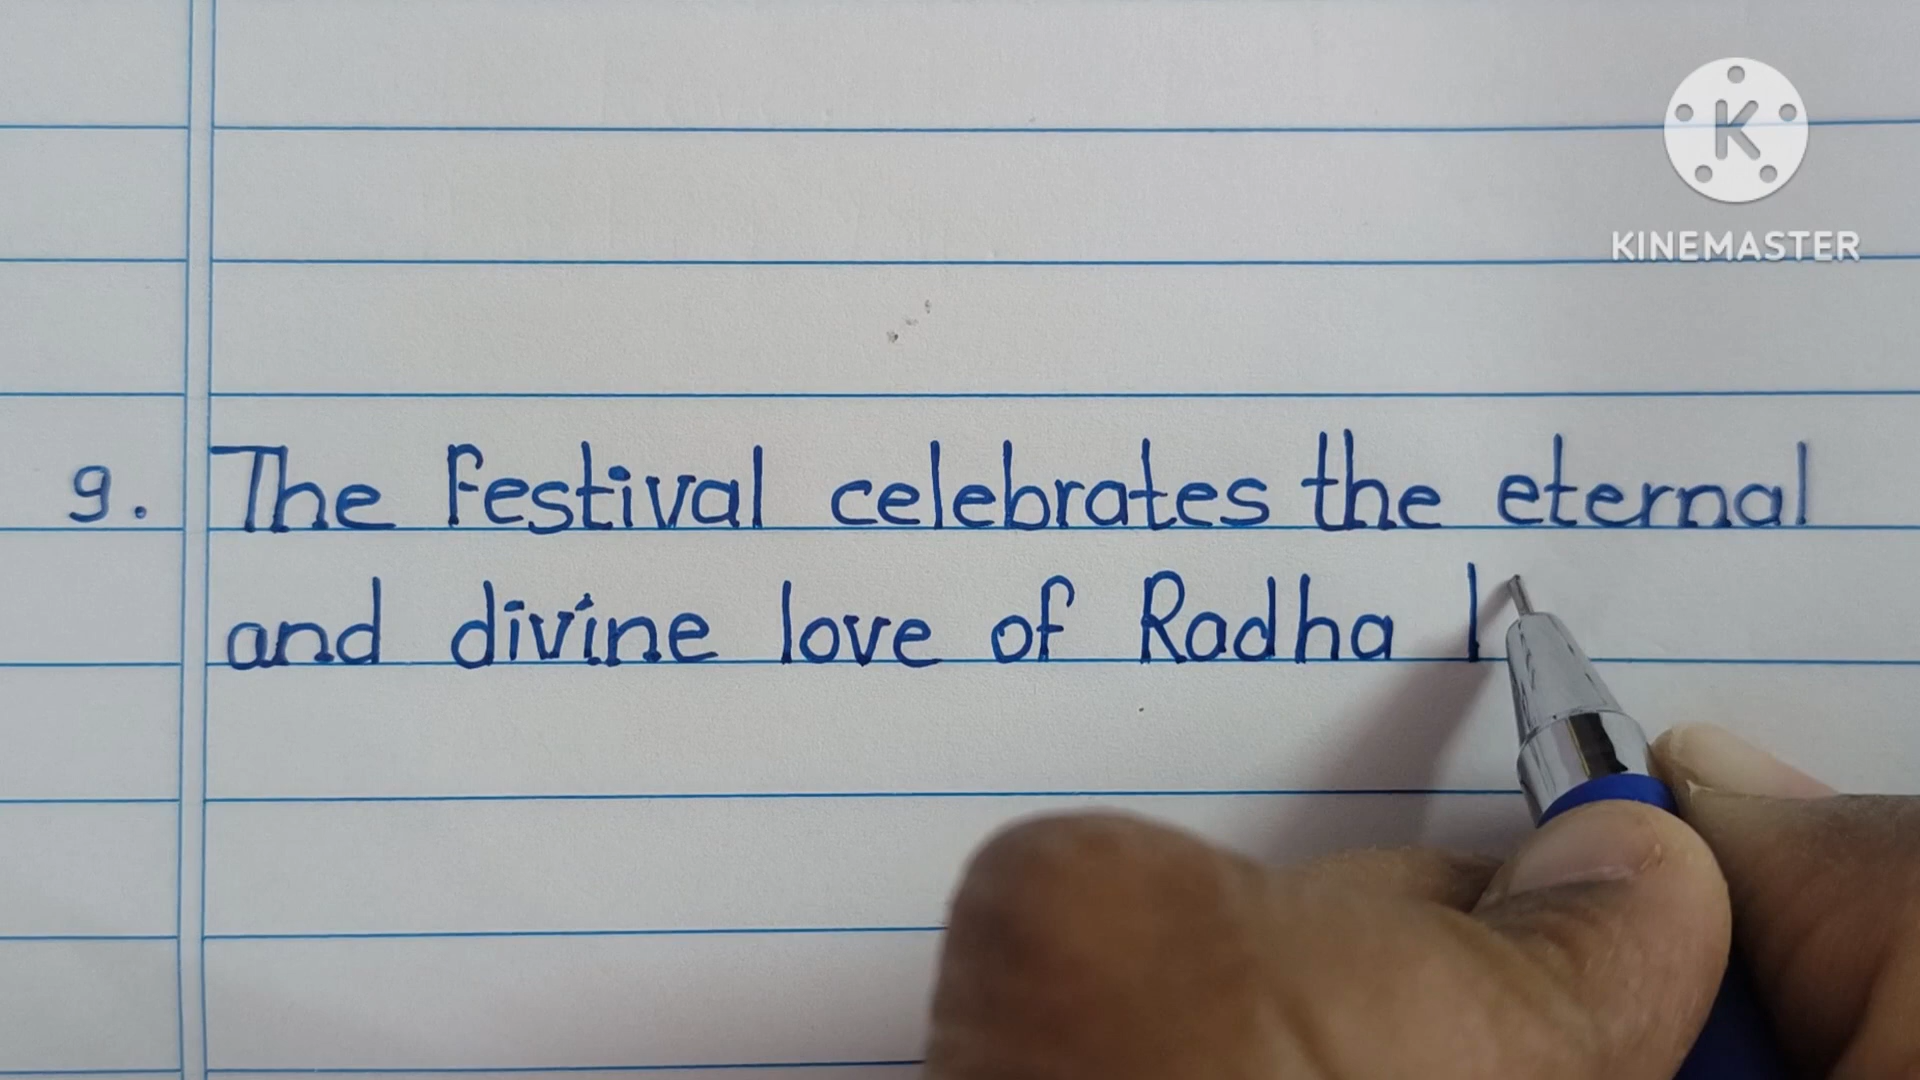 K
KINEMASTER
9. The festival celebrates the eternal
and divine love of Radha